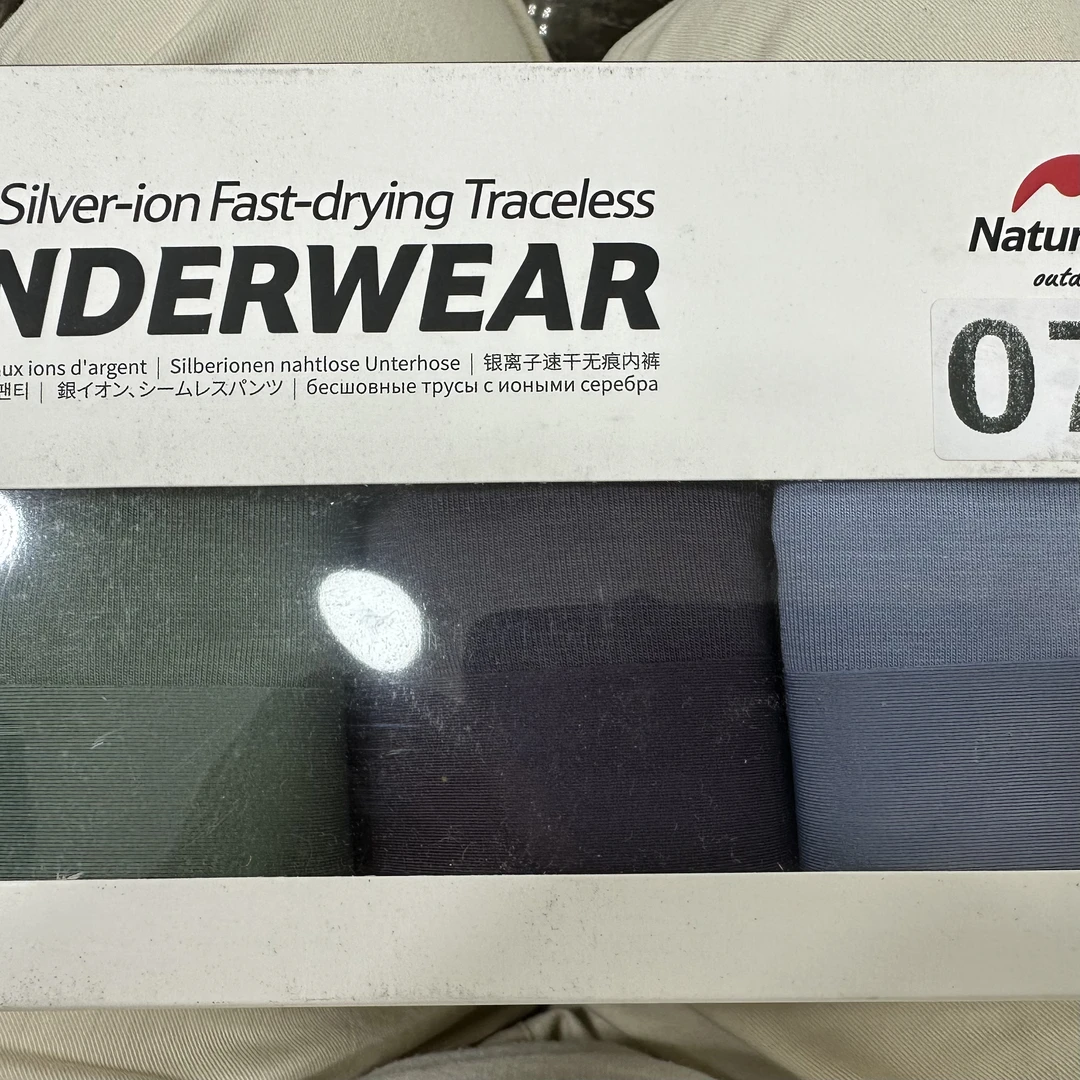 Silver-ion Fast-drying Traceless
NDERWEAR
ux ions d'argent | Silberionen nahtlose Unterhose | 银离子速干无痕内裤
팬티 | 銀イオン、シームレスパンツ | бесшовные трусы с ионыими серебра
Natur
outd
07